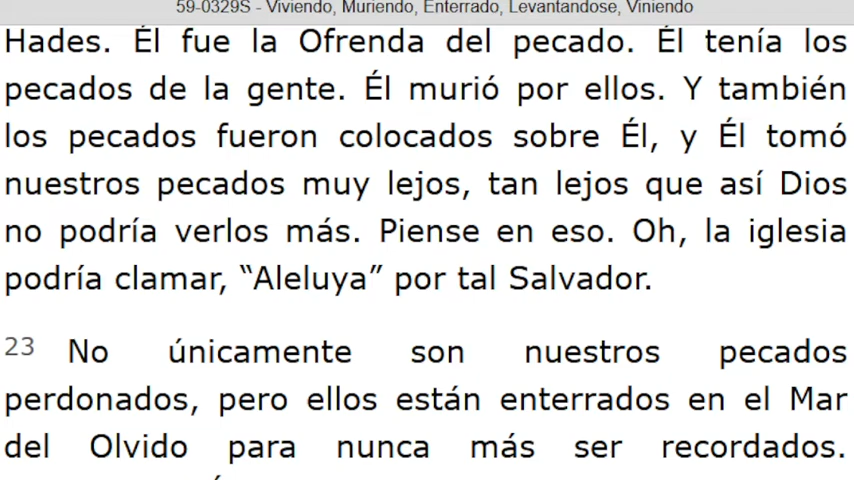 59-0329S - Viviendo, Muriendo, Enterrado, Levantandose, Viniendo
Hades. Él fue la Ofrenda del pecado. Él tenía los
pecados de la gente. Él murió por ellos. Y también
los pecados fueron colocados sobre Él, y Él tomó
nuestros pecados muy lejos, tan lejos que así Dios
no podría verlos más. Piense en eso. Oh, la iglesia
podría clamar, “Aleluya” por tal Salvador.
23 No únicamente son nuestros pecados
perdonados, pero ellos están enterrados en el Mar
del Olvido para nunca más ser recordados.